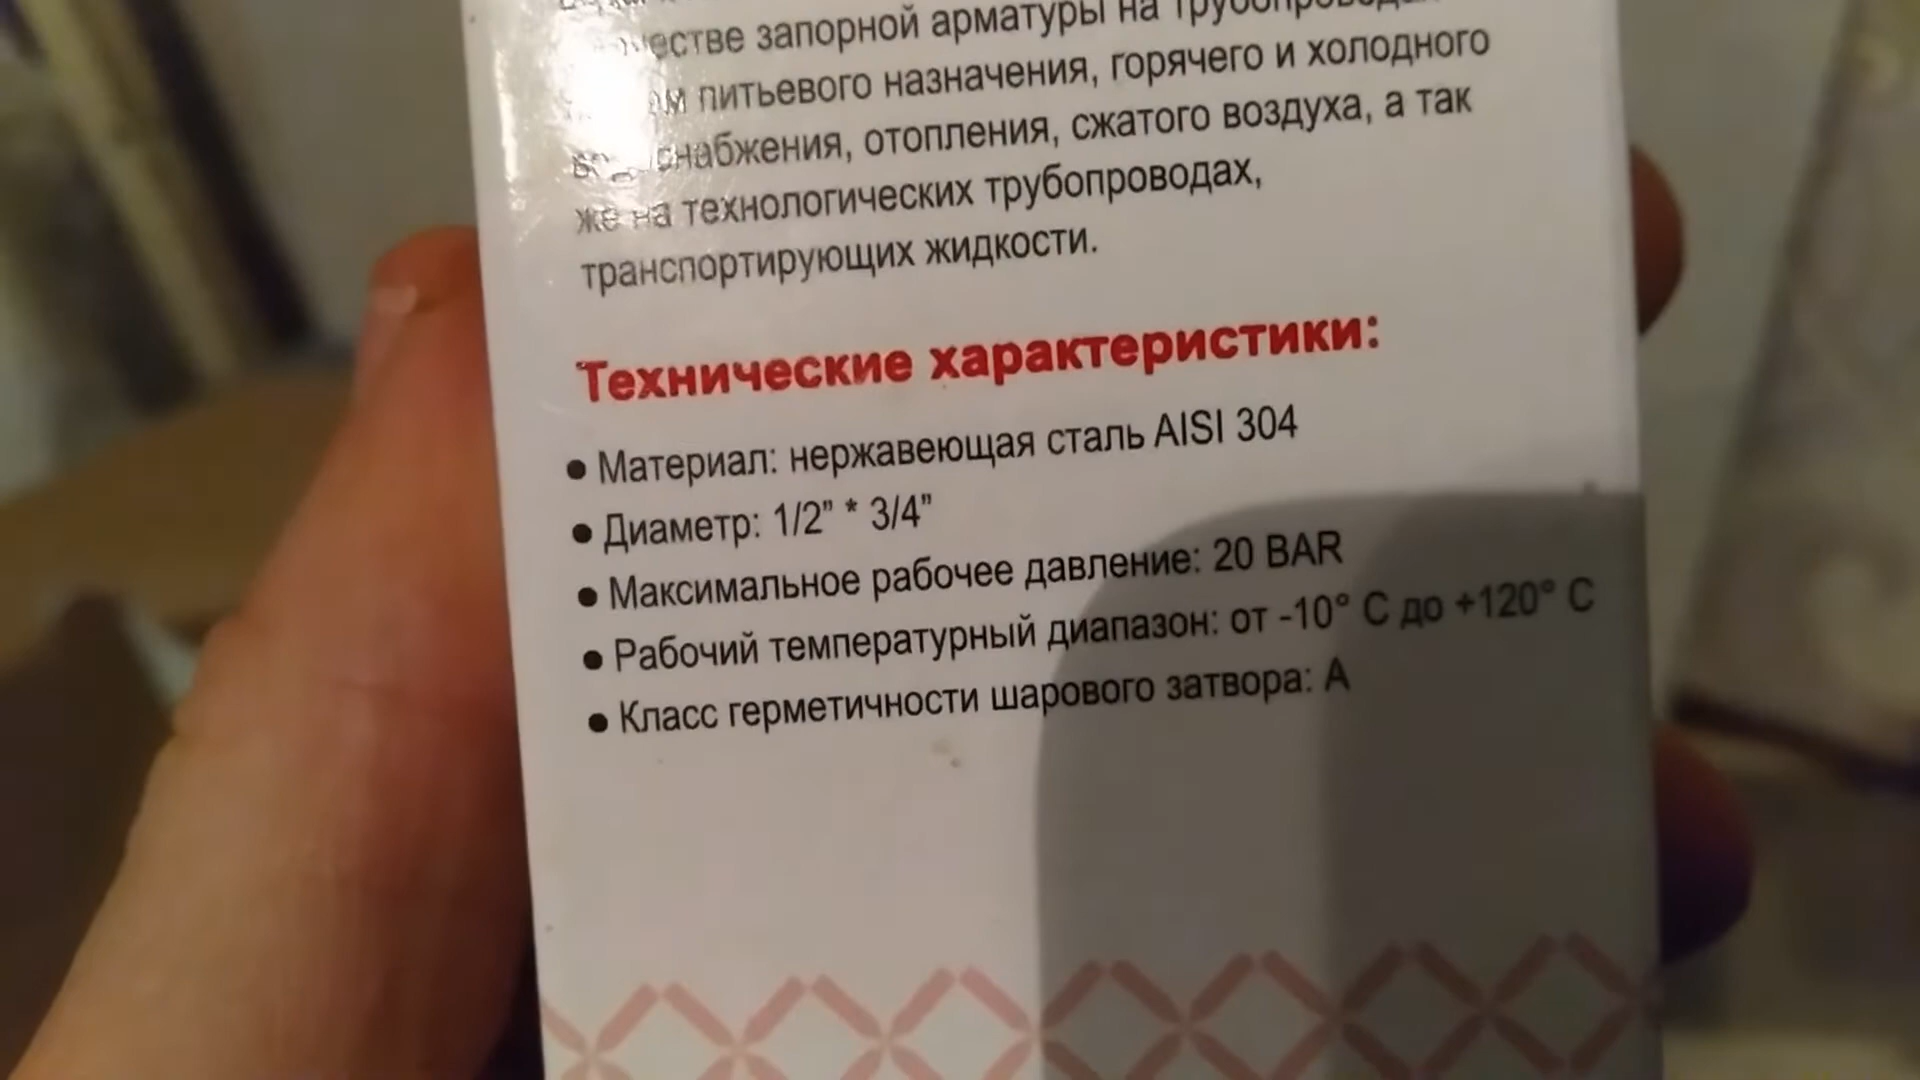 запорной арматуры на трубопроводах
питьевого назначения, горячего и холодного
водоснабжения, отопления, сжатого воздуха, а так
же на технологических трубопроводах,
транспортирующих жидкости.
Технические характеристики:
● Материал: нержавеющая сталь AISI 304
● Диаметр: 1/2” * 3/4”
● Максимальное рабочее давление: 20 BAR
● Рабочий температурный диапазон: от -10° C до +120° C
● Класс герметичности шарового затвора: А